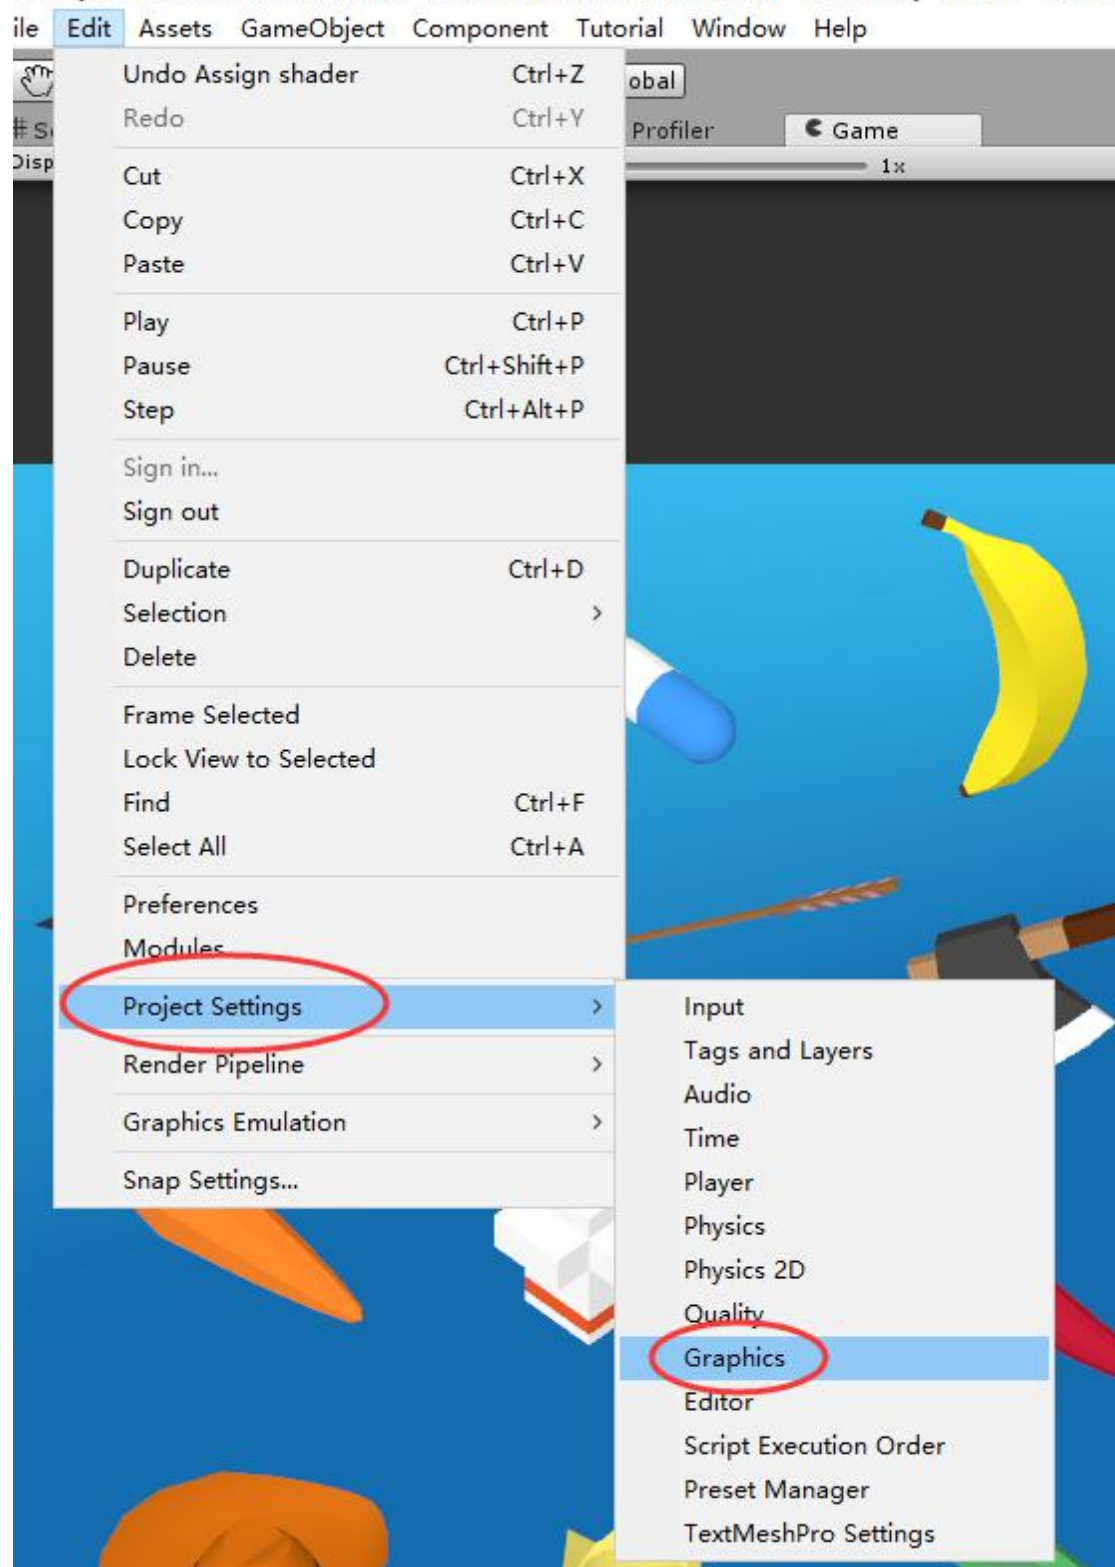 ile Edit Assets GameObject Component Tutorial Window Help
obal
Profiler
Game
Disp
1x
Undo Assign shader Ctrl+Z
Redo Ctrl+Y
Cut Ctrl+X
Copy Ctrl+C
Paste Ctrl+V
Play Ctrl+P
Pause Ctrl+Shift+P
Step Ctrl+Alt+P
Sign in...
Sign out
Duplicate Ctrl+D
Selection >
Delete
Frame Selected
Lock View to Selected
Find Ctrl+F
Select All Ctrl+A
Preferences
Modules
Project Settings >
Render Pipeline >
Graphics Emulation >
Snap Settings...
Input
Tags and Layers
Audio
Time
Player
Physics
Physics 2D
Quality
Graphics
Editor
Script Execution Order
Preset Manager
TextMeshPro Settings